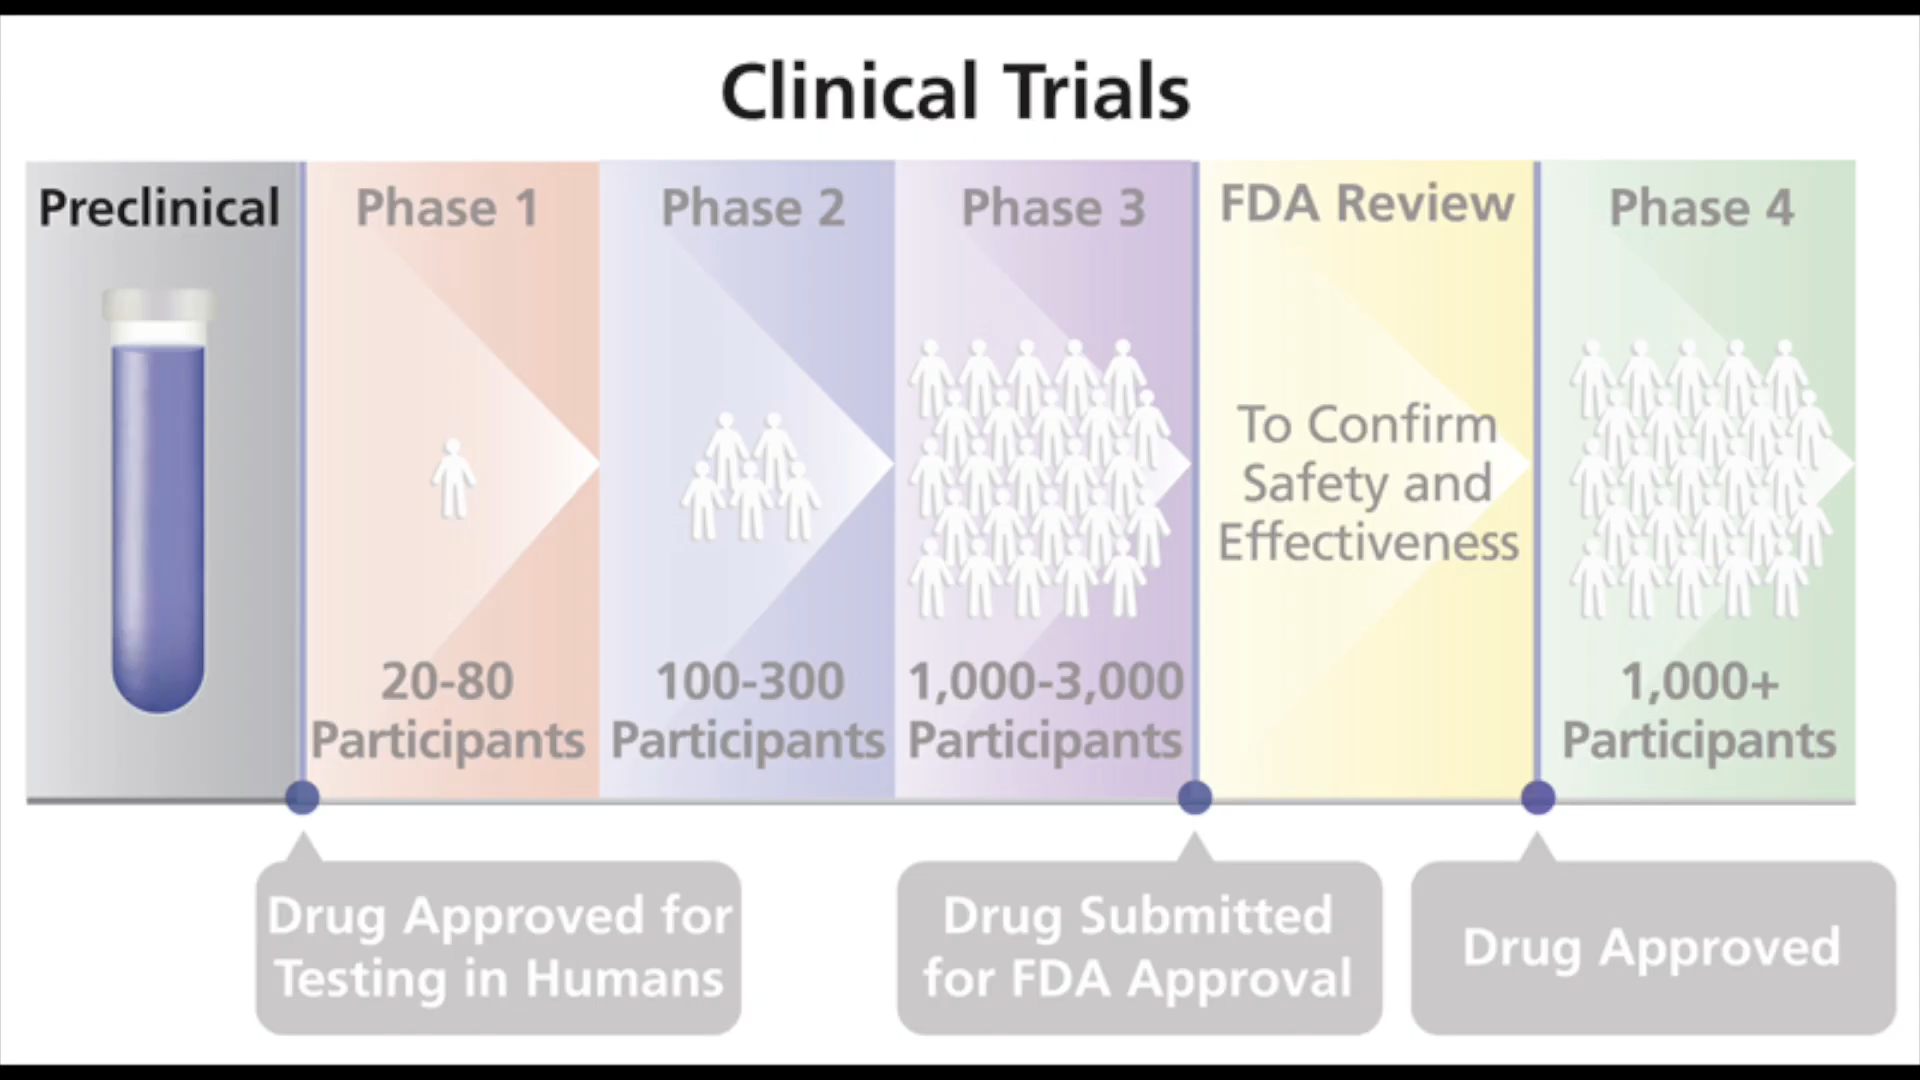 Clinical Trials
Preclinical
Phase 1
20-80
Participants
Phase 2
100-300
Participants
Phase 3
1,000-3,000
Participants
FDA Review
To Confirm
Safety and
Effectiveness
Phase 4
1,000+
Participants
Drug Approved for
Testing in Humans
Drug Submitted
for FDA Approval
Drug Approved